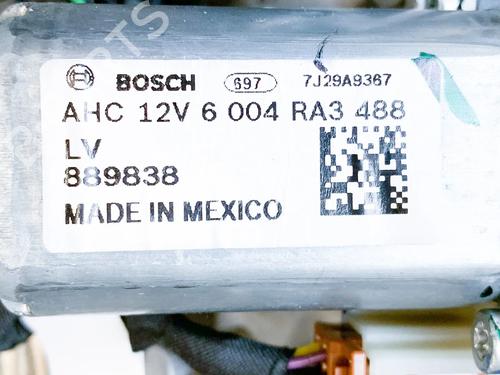 BOSCH 697 7J29A9367
AHC 12V 6 004 RA3 488
LV
889838
MADE IN MEXICO